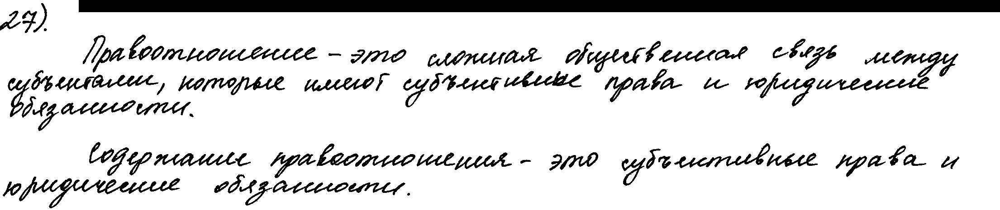 27).
Правоотношение - это сложная общественная связь между
субъектами, которые имеют субъективные права и юридические
обязанности.
Содержание правоотношения - это субъективные права и
юридические обязанности.